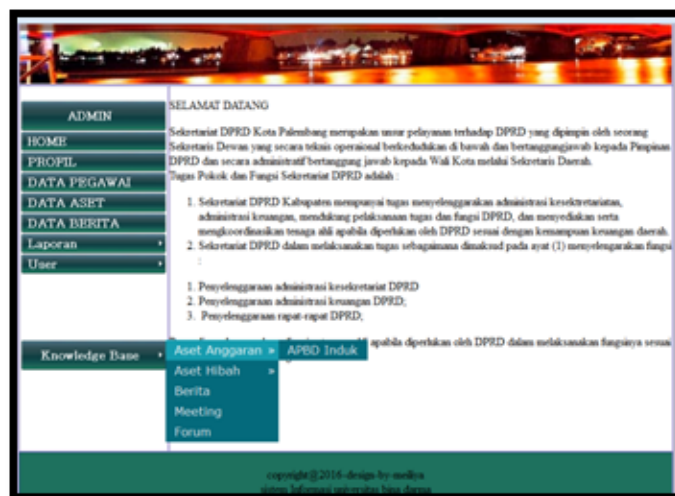 ADMIN
HOME
PROFIL
DATA PEGAWAI
DATA ASET
DATA BERITA
Laporan
User
Knowledge Base
SELAMAT DATANG
Sekretariat DPRD Kota Palembang merupakan unsur pelayanan terhadap DPRD yang dipimpin oleh seorang
Sekretaris Dewan yang secara teknis operasional berkedudukan di bawah dan bertanggungjawab kepada Pimpinan
DPRD dan secara administratif bertanggung jawab kepada Wali Kota melalui Sekretaris Daerah.
Tugas Pokok dan Fungsi Sekretariat DPRD adalah :
1. Sekretariat DPRD Kabupaten mempunyai tugas menyelenggarakan administrasi kesektretariatan,
administrasi keuangan, mendukung pelaksanaan tugas dan fungsi DPRD, dan menyediakan serta
mengkoordinasikan tenaga ahli apabila diperlukan oleh DPRD sesuai dengan kemampuan keuangan daerah.
2. Sekretariat DPRD dalam melaksanakan tugas sebagaimana dimaksud pada ayat (1) menyelengarakan fungsi
:
1. Penyelenggaraan administrasi kesekretariat DPRD
2. Penyelenggaraan administrasi keuangan DPRD;
3. Penyelenggaraan rapat-rapat DPRD;
apabila diperlukan oleh DPRD dalam melaksanakan fungsinya sesuai
Aset Anggaran »
APBD Induk
Aset Hibah »
Berita
Meeting
Forum
copyright@2016-design-by-meiliya
sistem Informasi universitas bina darma